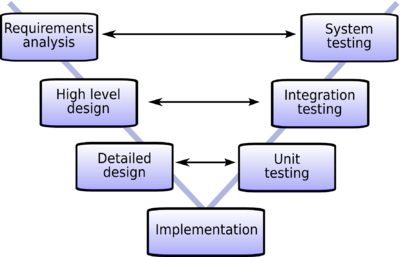 Requirements
analysis
System
testing
High level
design
Integration
testing
Detailed
design
Unit
testing
Implementation